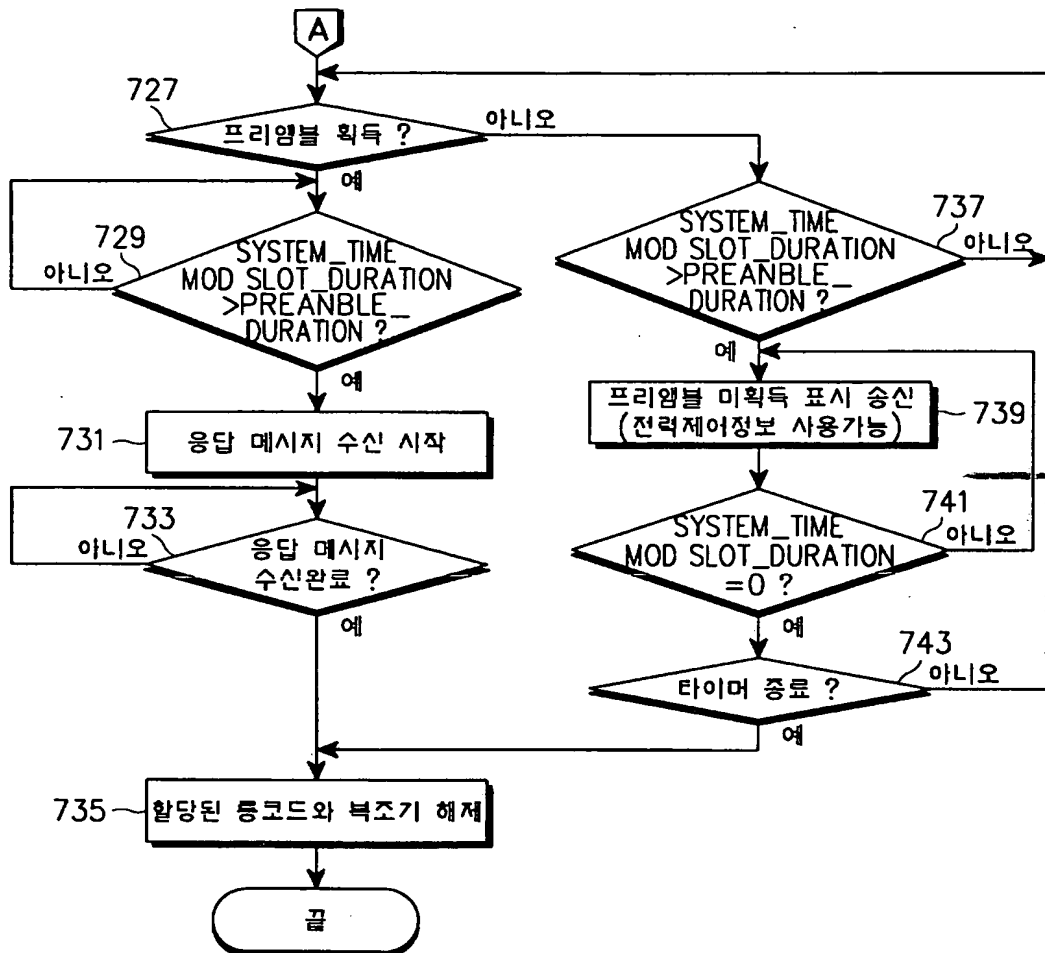 A
727
프리앰블 획득 ?
아니오
예
729
아니오
SYSTEM_TIME
MOD SLOT_DURATION
>PREANBLE_
DURATION ?
예
731
응답 메시지 수신 시작
733
아니오
응답 메시지
수신완료 ?
예
SYSTEM_TIME
MOD SLOT_DURATION
>PREANBLE_
DURATION ?
737
아니오
예
프리앰블 미획득 표시 송신
(전력제어정보 사용가능)
739
SYSTEM_TIME
MOD SLOT_DURATION
=0 ?
741
아니오
예
타이머 종료 ?
743
아니오
예
735
할당된 롱코드와 복조기 해제
끝